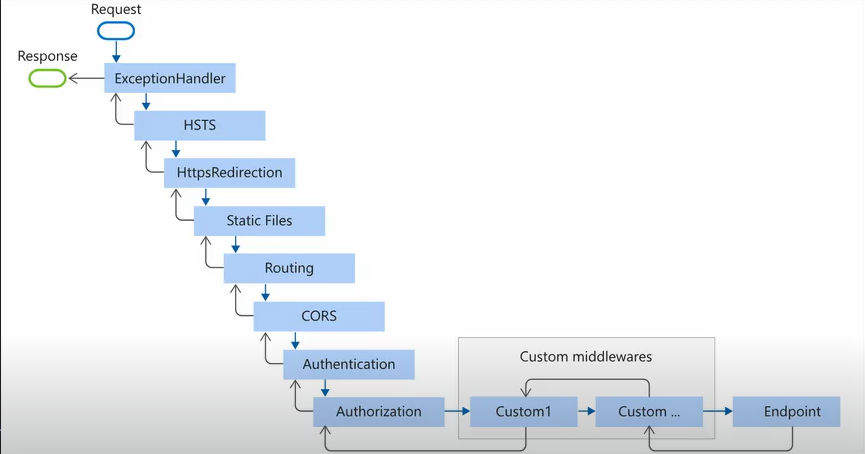 Request
Response
ExceptionHandler
HSTS
HttpsRedirection
Static Files
Routing
CORS
Authentication
Custom middlewares
Authorization
Custom1
Custom ...
Endpoint